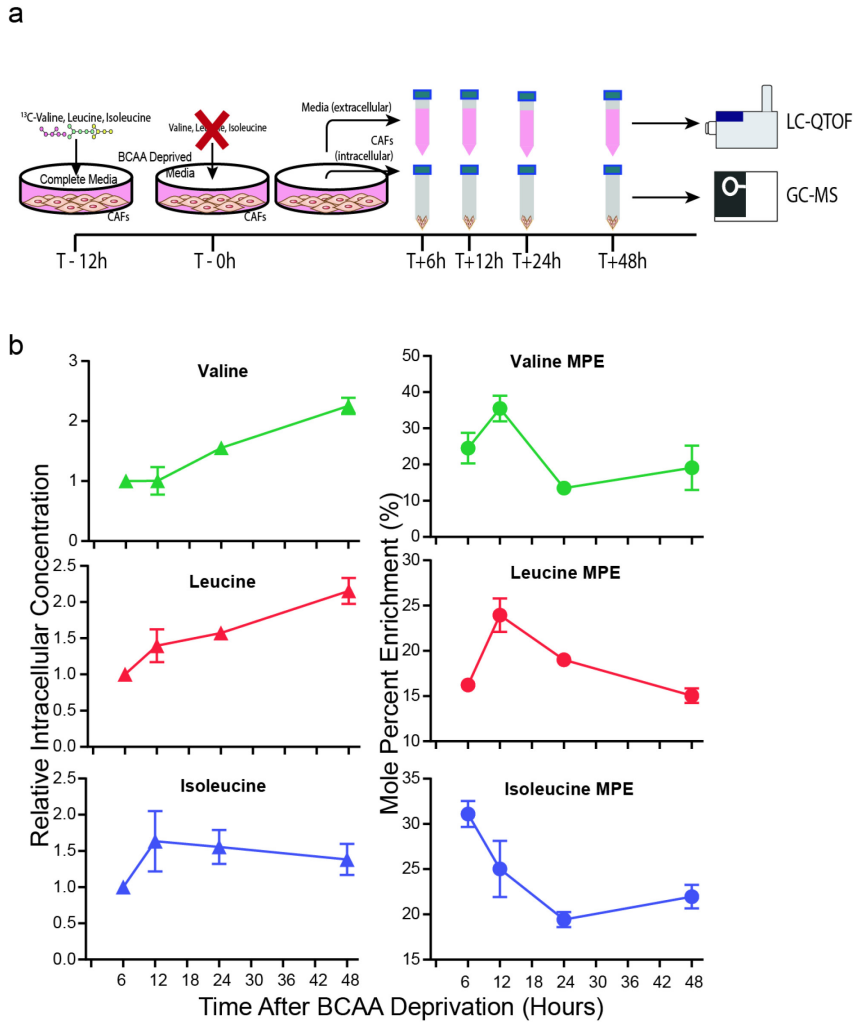 a
¹³C-Valine, Leucine, Isoleucine
Complete Media
CAFs
Valine, Leucine, Isoleucine
BCAA Deprived
Media
CAFs
Media (extracellular)
CAFs
(intracellular)
LC-QTOF
GC-MS
T - 12h
T - 0h
T+6h
T+12h
T+24h
T+48h
b
Relative Intracellular Concentration
Valine
3
2
1
0
Leucine
2.5
2.0
1.5
1.0
0.5
0.0
Isoleucine
2.5
2.0
1.5
1.0
0.5
0.0
6 12 18 24 30 36 42 48
Mole Percent Enrichment (%)
Valine MPE
50
40
30
20
10
0
Leucine MPE
30
25
20
15
10
Isoleucine MPE
35
30
25
20
15
6 12 18 24 30 36 42 48
Time After BCAA Deprivation (Hours)